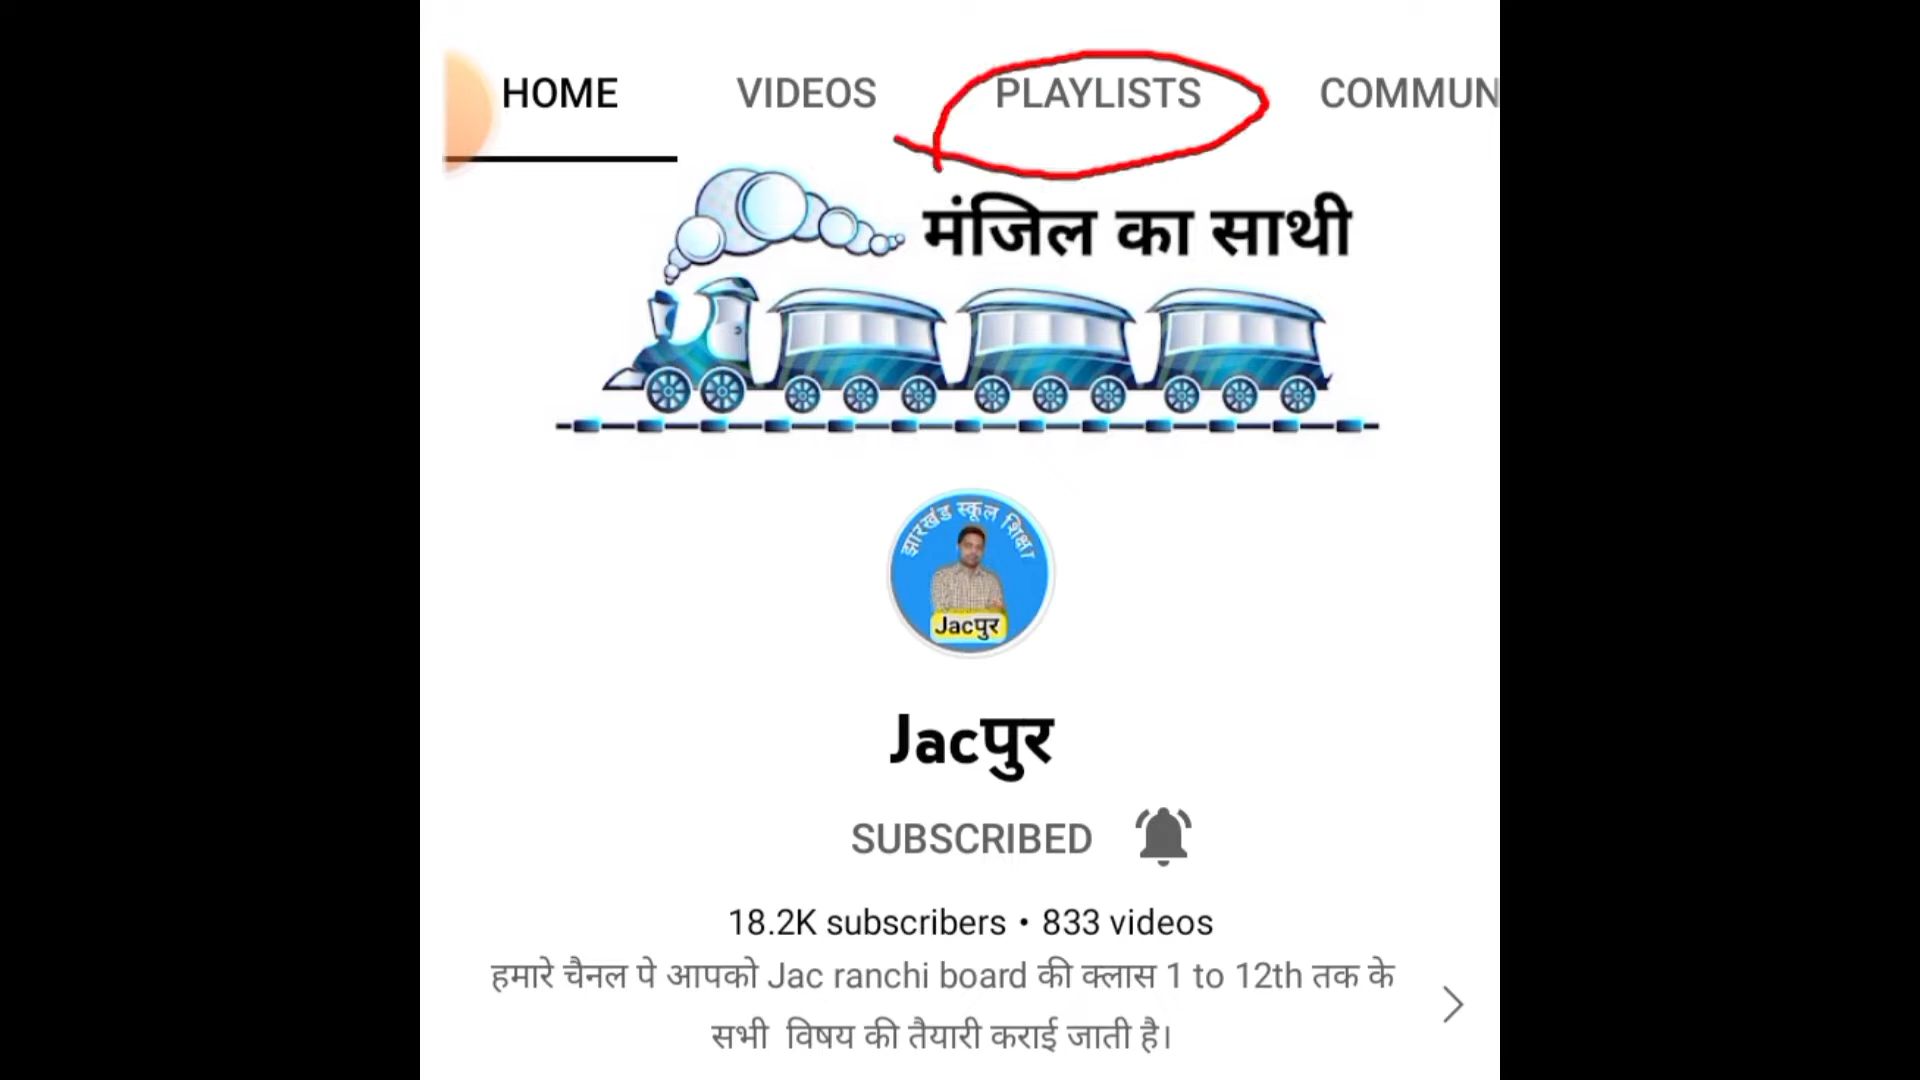 HOME VIDEOS PLAYLISTS COMMUN
मंजिल का साथी
झारखंड स्कूल शिक्षा
Jacपुर
Jacपुर
SUBSCRIBED
18.2K subscribers • 833 videos
हमारे चैनल पे आपको Jac ranchi board की क्लास 1 to 12th तक के
सभी विषय की तैयारी कराई जाती है।